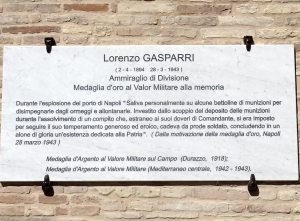 Lorenzo GASPARRI
( 2 - 4 - 1894   28 - 3 - 1943 )
Ammiraglio di Divisione
Medaglia d'oro al Valor Militare alla memoria
Durante l'esplosione del porto di Napoli " Saliva personalmente su alcune bettoline di munizioni per
disimpegnarle dagli ormeggi e allontanarle. Investito dallo scoppio del deposito delle munizioni
durante l'assolvimento di un compito che, estraneo ai suoi doveri di Comandante, si era imposto
per seguire il suo temperamento generoso ed eroico, cadeva da prode soldato, concludendo in un
alone di gloria un'esistenza dedicata alla Patria". ( Dalla motivazione della medaglia d'oro, Napoli
28 marzo 1943 )
Medaglia d'Argento al Valore Militare sul Campo (Durazzo, 1918);
Medaglia d'Argento al Valore Militare (Mediterraneo centrale, 1942 - 1943).